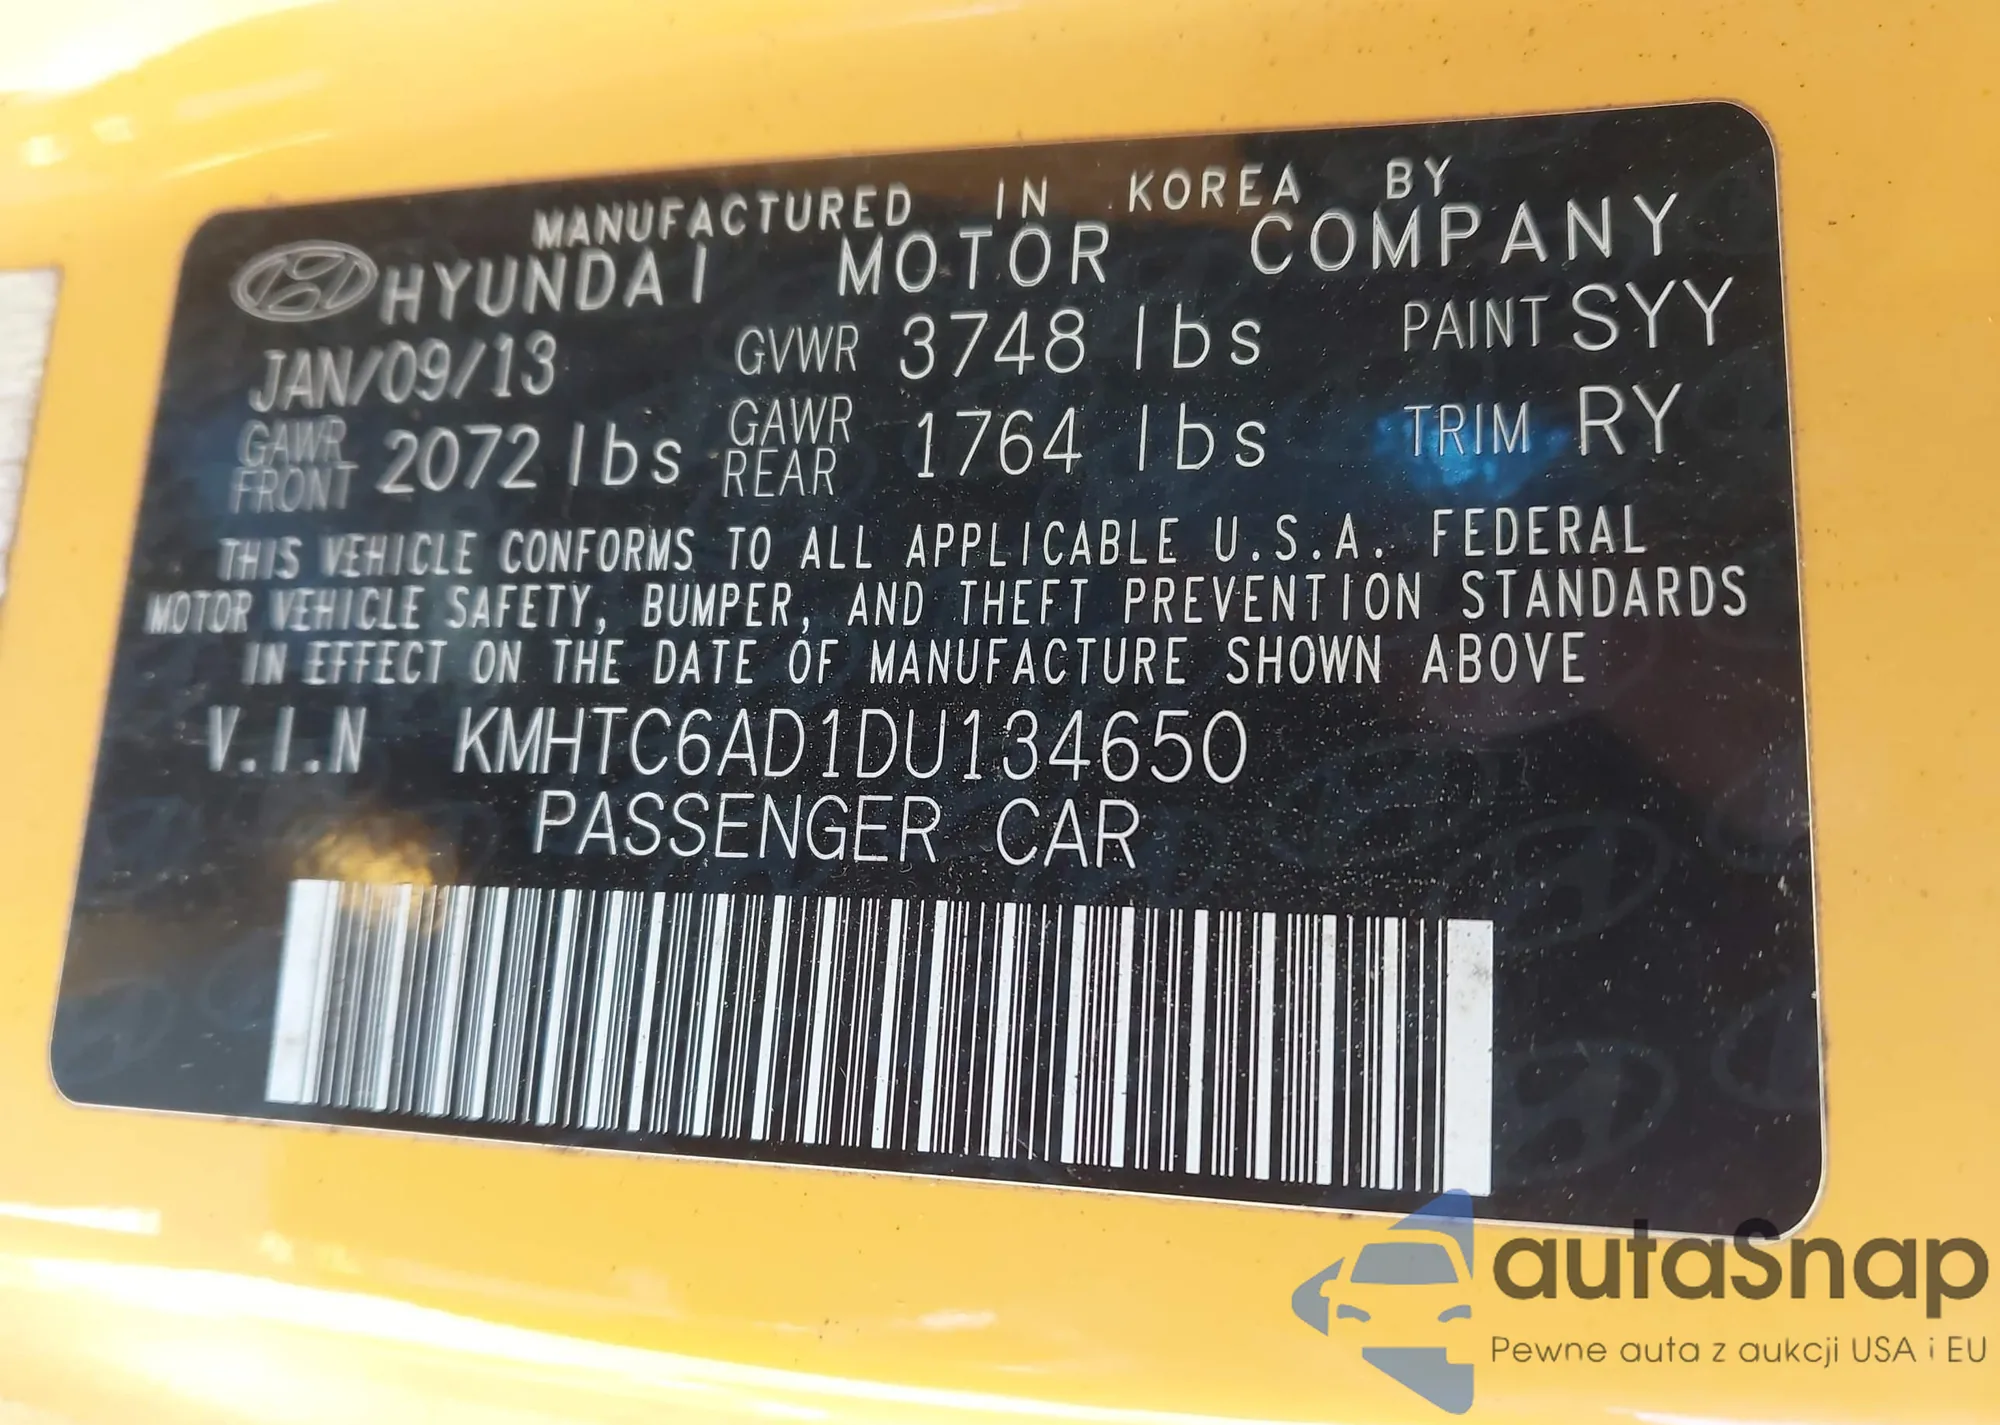 MANUFACTURED IN KOREA BY
HYUNDAI MOTOR COMPANY
JAN/09/13 GVWR 3748 lbs PAINT SYY
GAWR FRONT 2072 lbs GAWR REAR 1764 lbs TRIM RY
THIS VEHICLE CONFORMS TO ALL APPLICABLE U.S.A. FEDERAL
MOTOR VEHICLE SAFETY, BUMPER, AND THEFT PREVENTION STANDARDS
IN EFFECT ON THE DATE OF MANUFACTURE SHOWN ABOVE
V.I.N KMHTC6AD1DU134650
PASSENGER CAR
autaSnap
Pewne auta z aukcji USA i EU